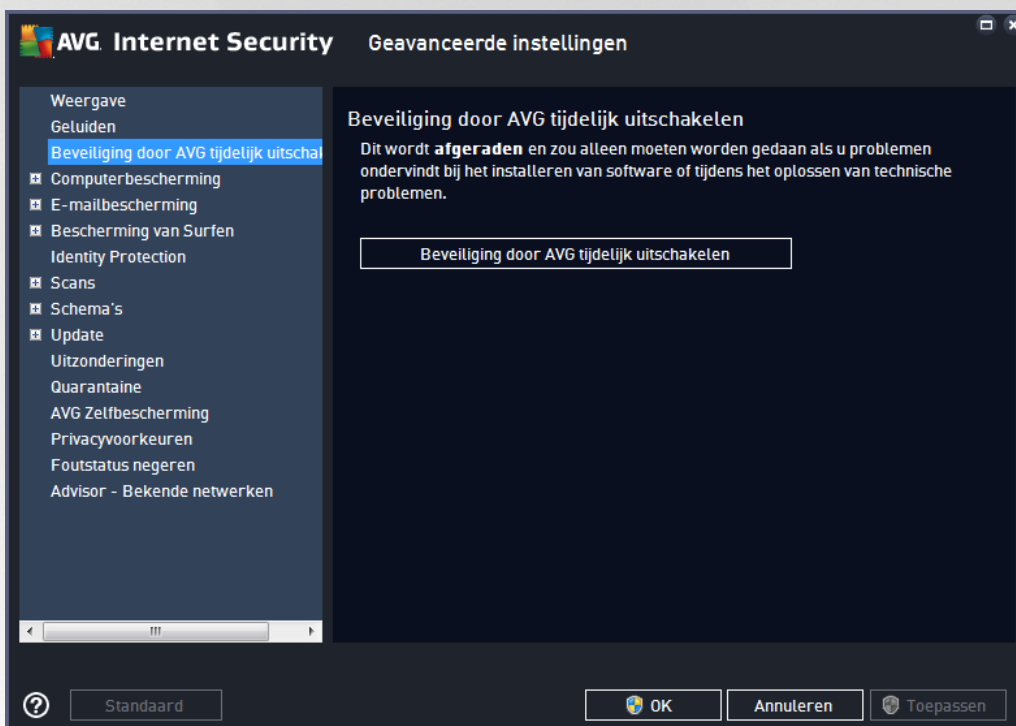 AVG. Internet Security Geavanceerde instellingen
Weergave
Geluiden
Beveiliging door AVG tijdelijk uitschak
Computerbescherming
E-mailbescherming
Bescherming van Surfen
Identity Protection
Scans
Schema's
Update
Uitzonderingen
Quarantaine
AVG Zelfbescherming
Privacyvoorkeuren
Foutstatus negeren
Advisor - Bekende netwerken
Beveiliging door AVG tijdelijk uitschakelen
Dit wordt afgeraden en zou alleen moeten worden gedaan als u problemen
ondervindt bij het installeren van software of tijdens het oplossen van technische
problemen.
Beveiliging door AVG tijdelijk uitschakelen
Standaard
OK
Annuleren
Toepassen